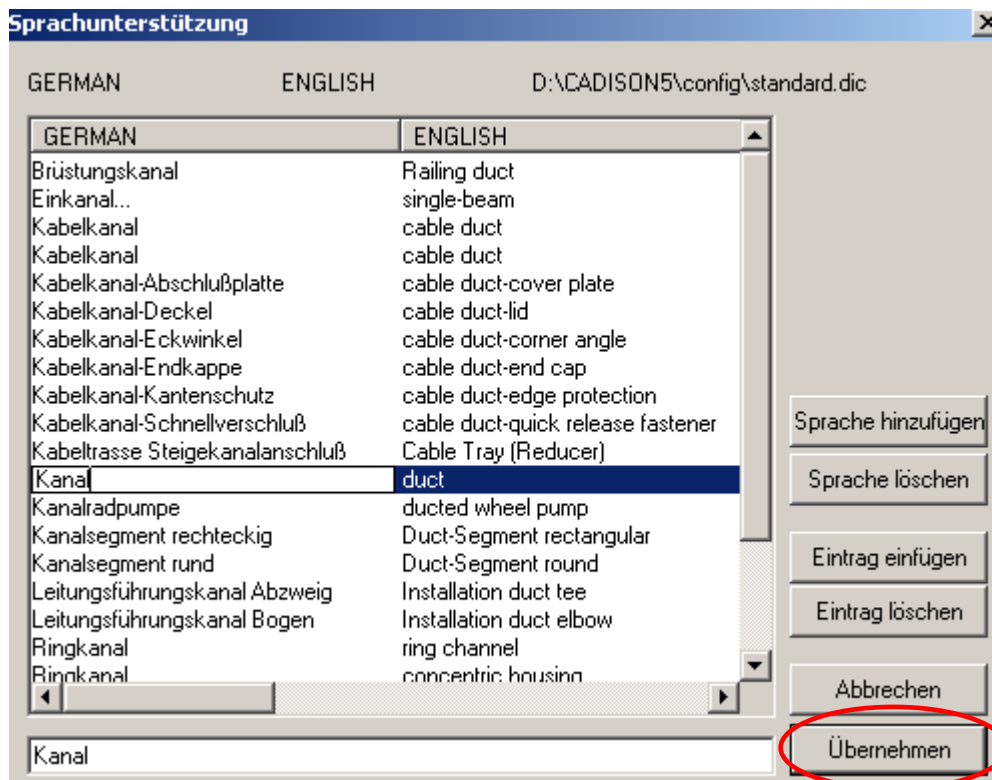 Sprachunterstützung
GERMAN ENGLISH D:\CADISON5\config\standard.dic
GERMAN ENGLISH
Brüstungskanal Railing duct
Einkanal... single-beam
Kabelkanal cable duct
Kabelkanal cable duct
Kabelkanal-Abschlußplatte cable duct-cover plate
Kabelkanal-Deckel cable duct-lid
Kabelkanal-Eckwinkel cable duct-corner angle
Kabelkanal-Endkappe cable duct-end cap
Kabelkanal-Kantenschutz cable duct-edge protection
Kabelkanal-Schnellverschluß cable duct-quick release fastener
Kabeltrasse Steigekanalanschluß Cable Tray (Reducer)
Kanal duct
Kanalradpumpe ducted wheel pump
Kanalsegment rechteckig Duct-Segment rectangular
Kanalsegment rund Duct-Segment round
Leitungsführungskanal Abzweig Installation duct tee
Leitungsführungskanal Bogen Installation duct elbow
Ringkanal ring channel
Ringkanal concentric housing
Kanal
Sprache hinzufügen
Sprache löschen
Eintrag einfügen
Eintrag löschen
Abbrechen
Übernehmen